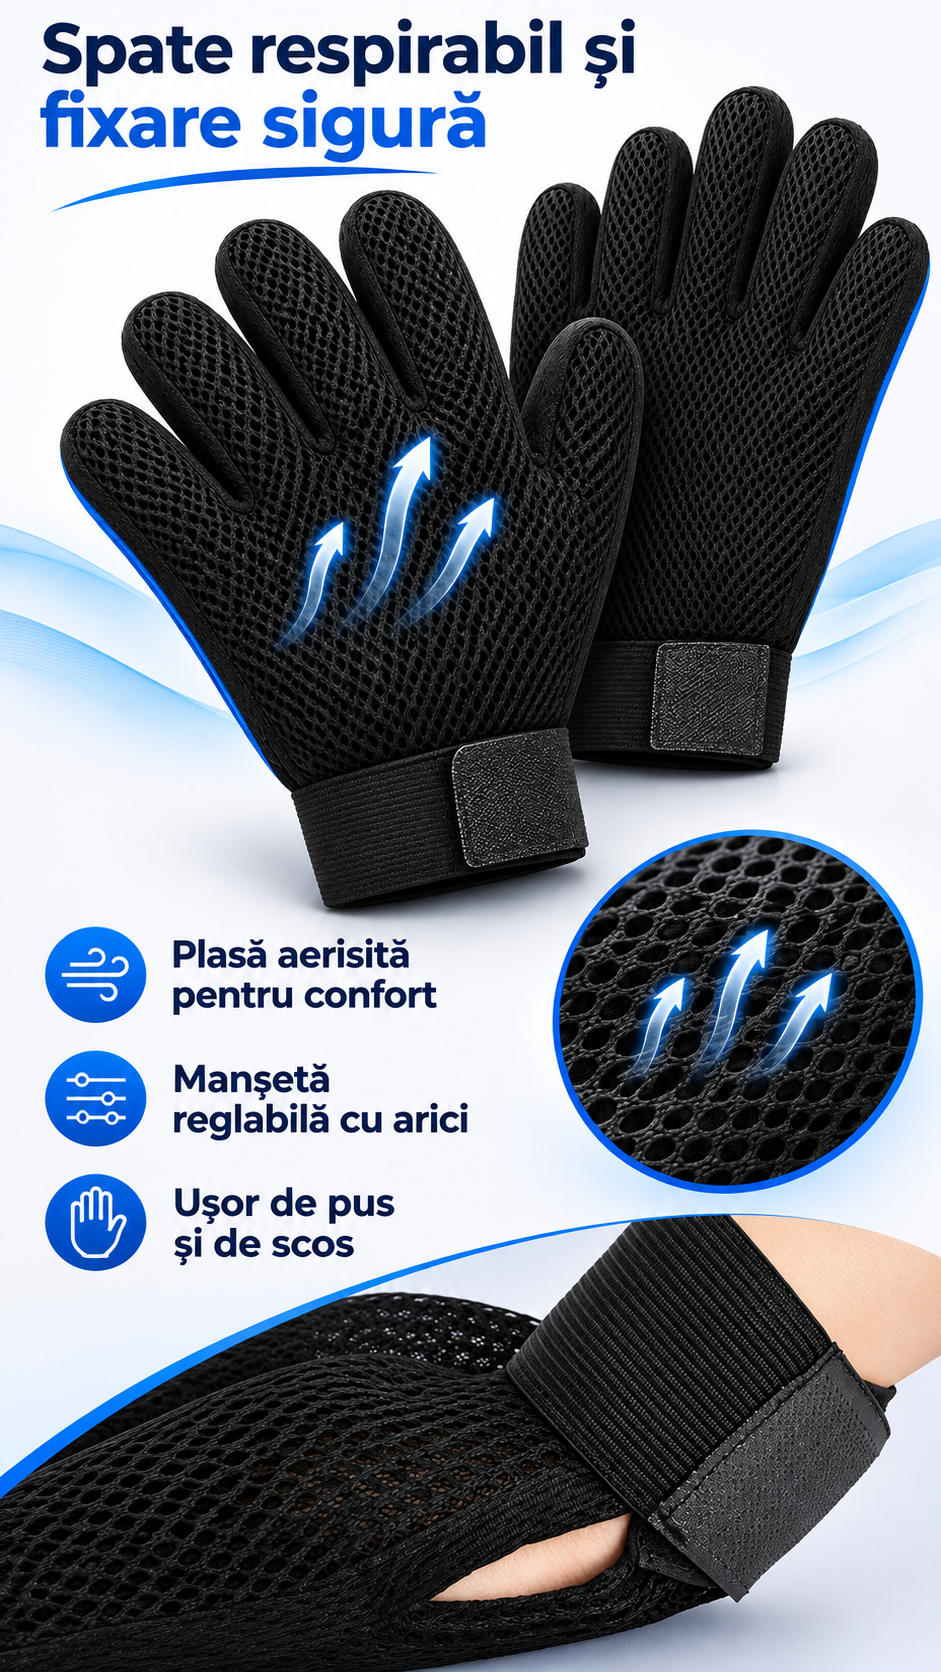 Spate respirabil și
fixare sigură
Plasă aerisită
pentru confort
Manșetă
reglabilă cu arici
Ușor de pus
și de scos